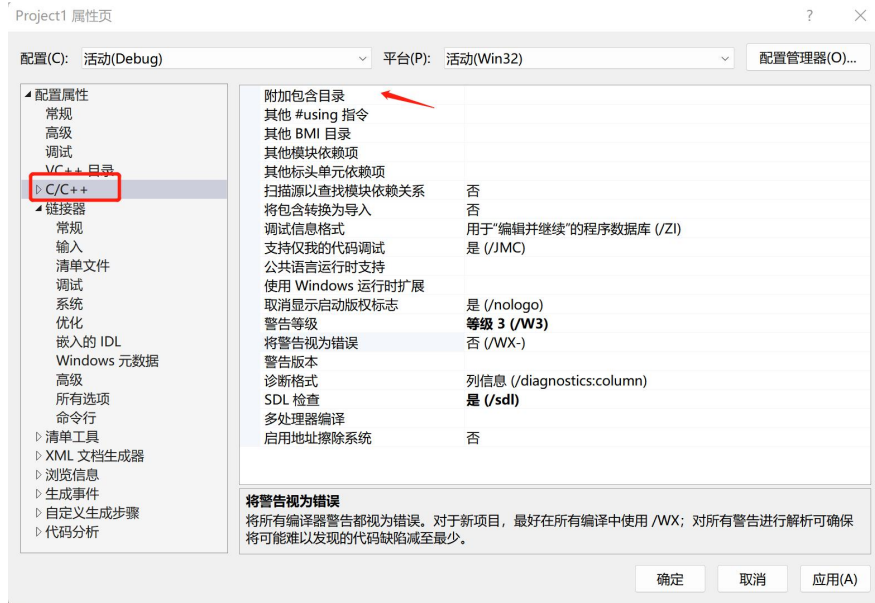 Project1 属性页
配置(C): 活动(Debug) 平台(P): 活动(Win32) 配置管理器(O)...
配置属性
常规
高级
调试
VC++ 目录
C/C++
链接器
常规
输入
清单文件
调试
系统
优化
嵌入的 IDL
Windows 元数据
高级
所有选项
命令行
清单工具
XML 文档生成器
浏览信息
生成事件
自定义生成步骤
代码分析
附加包含目录
其他 #using 指令
其他 BMI 目录
其他模块依赖项
其他标头单元依赖项
扫描源以查找模块依赖关系 否
将包含转换为导入 否
调试信息格式 用于“编辑并继续”的程序数据库 (/ZI)
支持仅我的代码调试 是 (/JMC)
公共语言运行时支持
使用 Windows 运行时扩展
取消显示启动版权标志 是 (/nologo)
警告等级 等级 3 (/W3)
将警告视为错误 否 (/WX-)
警告版本
诊断格式 列信息 (/diagnostics:column)
SDL 检查 是 (/sdl)
多处理器编译
启用地址擦除系统 否
将警告视为错误
将所有编译器警告都视为错误。对于新项目，最好在所有编译中使用 /WX；对所有警告进行解析可确保
将可能难以发现的代码缺陷减至最少。
确定 取消 应用(A)